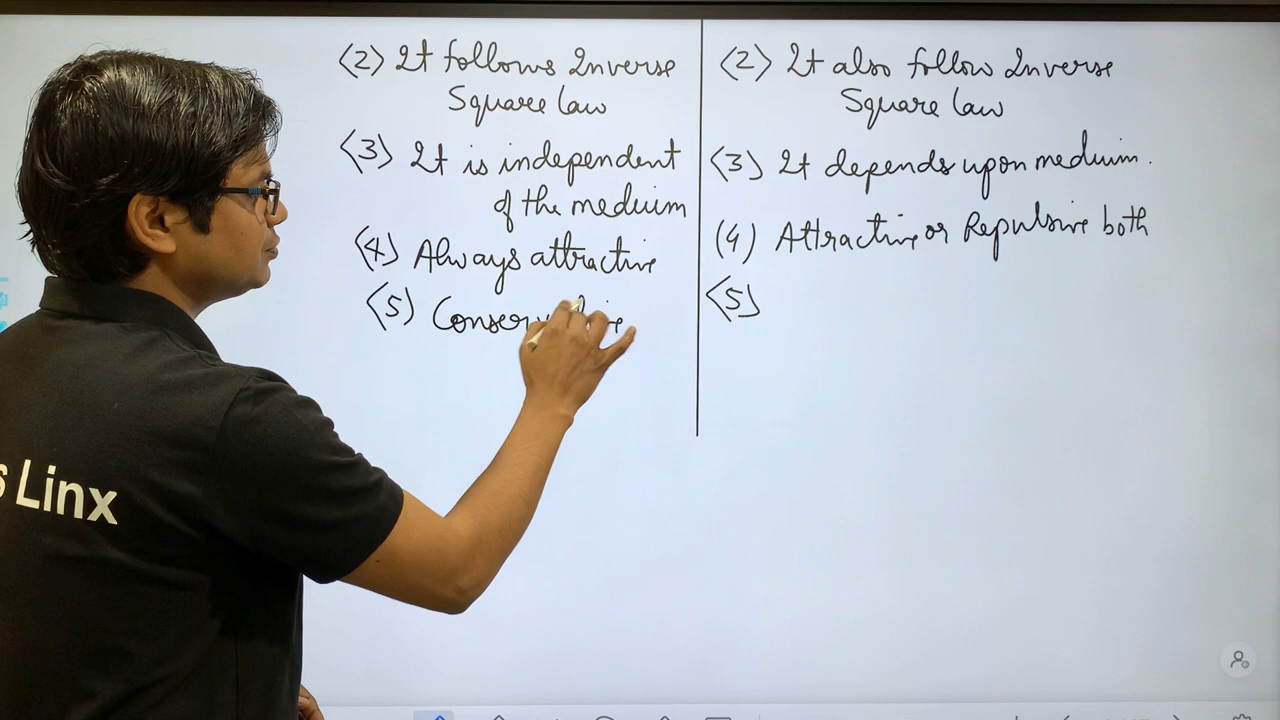 (2) It follows Inverse
Square law
(3) It is independent
of the medium
(4) Always attractive
(5)
(2) It also follow Inverse
Square law
(3) It depends upon medium.
(4) Attractive or Repulsive both
(5)
s Linx